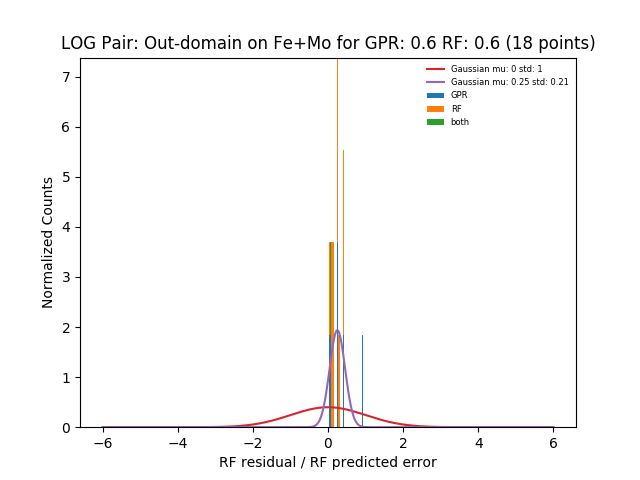 LOG Pair: Out-domain on Fe+Mo for GPR: 0.6 RF: 0.6 (18 points)
Gaussian mu: 0 std: 1
Gaussian mu: 0.25 std: 0.21
GPR
RF
both
Normalized Counts
7
6
5
4
3
2
1
0
−6 −4 −2 0 2 4 6
RF residual / RF predicted error